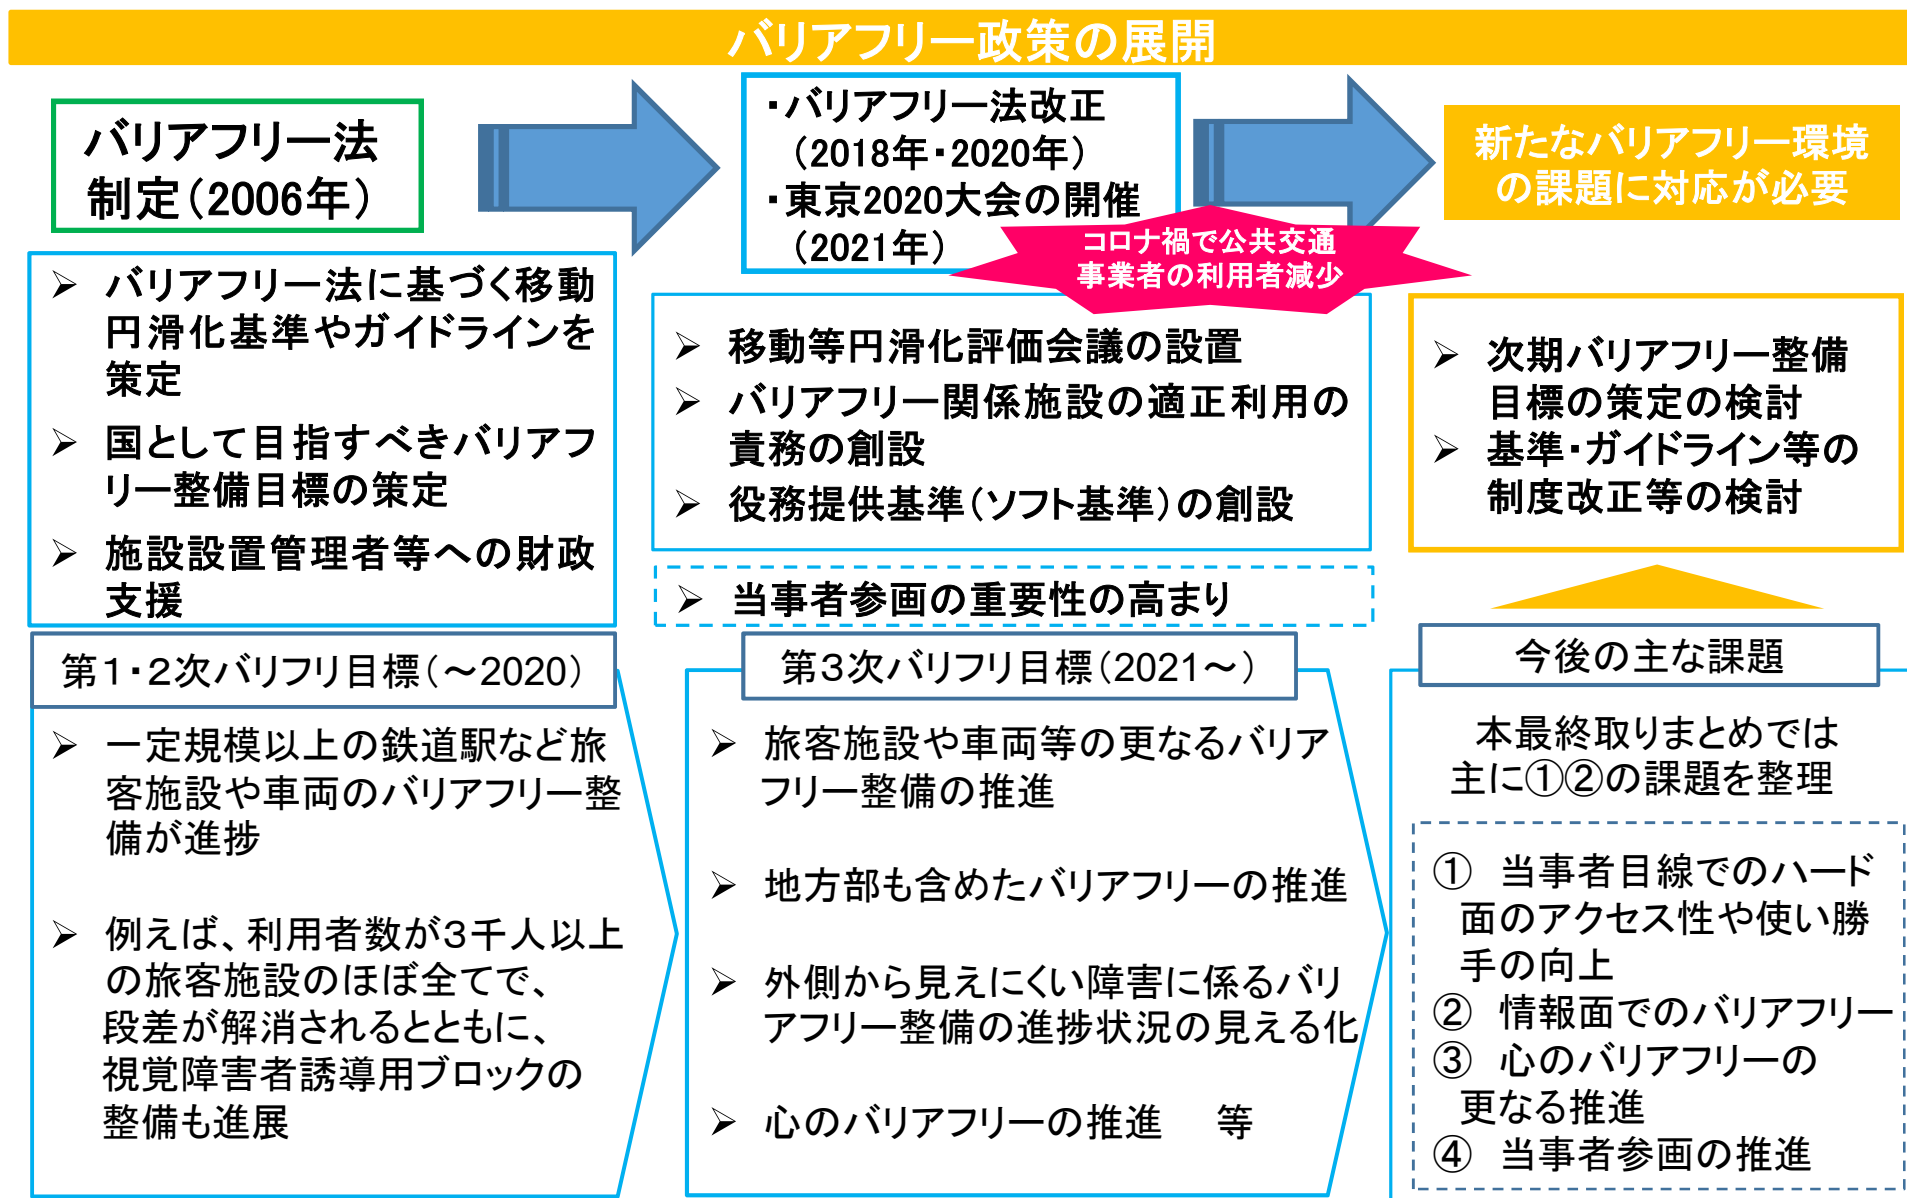 バリアフリー政策の展開
バリアフリー法
制定(2006年)
➢ バリアフリー法に基づく移動
円滑化基準やガイドラインを
策定
➢ 国として目指すべきバリアフ
リー整備目標の策定
➢ 施設設置管理者等への財政
支援
第1・2次バリフリ目標(～2020)
➢ 一定規模以上の鉄道駅など旅
客施設や車両のバリアフリー整
備が進捗
➢ 例えば、利用者数が3千人以上
の旅客施設のほぼ全てで、
段差が解消されるとともに、
視覚障害者誘導用ブロックの
整備も進展
・バリアフリー法改正
(2018年・2020年)
・東京2020大会の開催
(2021年)
コロナ禍で公共交通
事業者の利用者減少
➢ 移動等円滑化評価会議の設置
➢ バリアフリー関係施設の適正利用の
責務の創設
➢ 役務提供基準(ソフト基準)の創設
➢ 当事者参画の重要性の高まり
第3次バリフリ目標(2021～)
➢ 旅客施設や車両等の更なるバリア
フリー整備の推進
➢ 地方部も含めたバリアフリーの推進
➢ 外側から見えにくい障害に係るバリ
アフリー整備の進捗状況の見える化
➢ 心のバリアフリーの推進 等
新たなバリアフリー環境
の課題に対応が必要
➢ 次期バリアフリー整備
目標の策定の検討
➢ 基準・ガイドライン等の
制度改正等の検討
今後の主な課題
本最終取りまとめでは
主に①②の課題を整理
① 当事者目線でのハード
面のアクセス性や使い勝
手の向上
② 情報面でのバリアフリー
③ 心のバリアフリーの
更なる推進
④ 当事者参画の推進